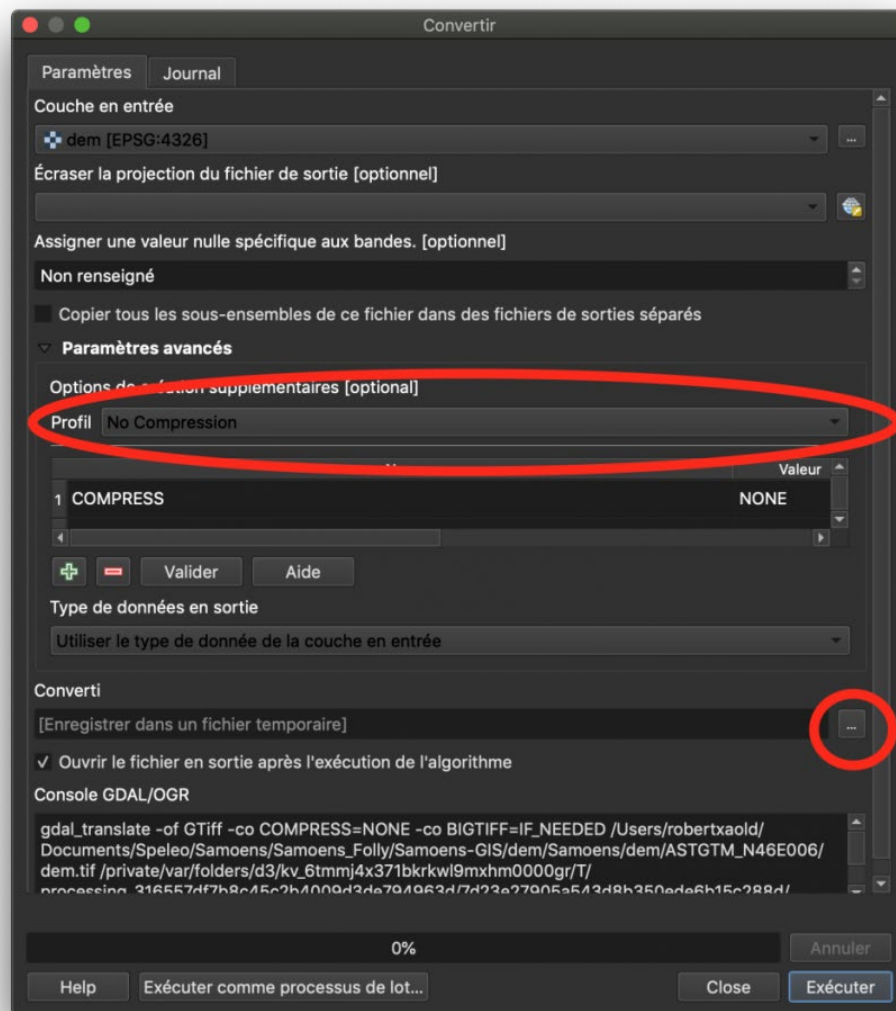 Convertir
Paramètres
Journal
Couche en entrée
dem [EPSG:4326]
...
Écraser la projection du fichier de sortie [optionnel]
Assigner une valeur nulle spécifique aux bandes. [optionnel]
Non renseigné
Copier tous les sous-ensembles de ce fichier dans des fichiers de sorties séparés
Paramètres avancés
Options de création supplémentaires [optional]
Profil No Compression
Valeur
1 COMPRESS NONE
Valider
Aide
Type de données en sortie
Utiliser le type de donnée de la couche en entrée
Converti
[Enregistrer dans un fichier temporaire]
...
Ouvrir le fichier en sortie après l'exécution de l'algorithme
Console GDAL/OGR
gdal_translate -of GTiff -co COMPRESS=NONE -co BIGTIFF=IF_NEEDED /Users/robertxaold/
Documents/Speleo/Samoens/Samoens_Folly/Samoens-GIS/dem/Samoens/dem/ASTGTM_N46E006/
dem.tif /private/var/folders/d3/kv_6tmmj4x371bkrkwl9mxhm0000gr/T/
processing_316557df7b8c45c2b4009d3de794963d/7d23e27905a543d8b350ede6b15c288d/
0%
Annuler
Help
Exécuter comme processus de lot...
Close
Exécuter